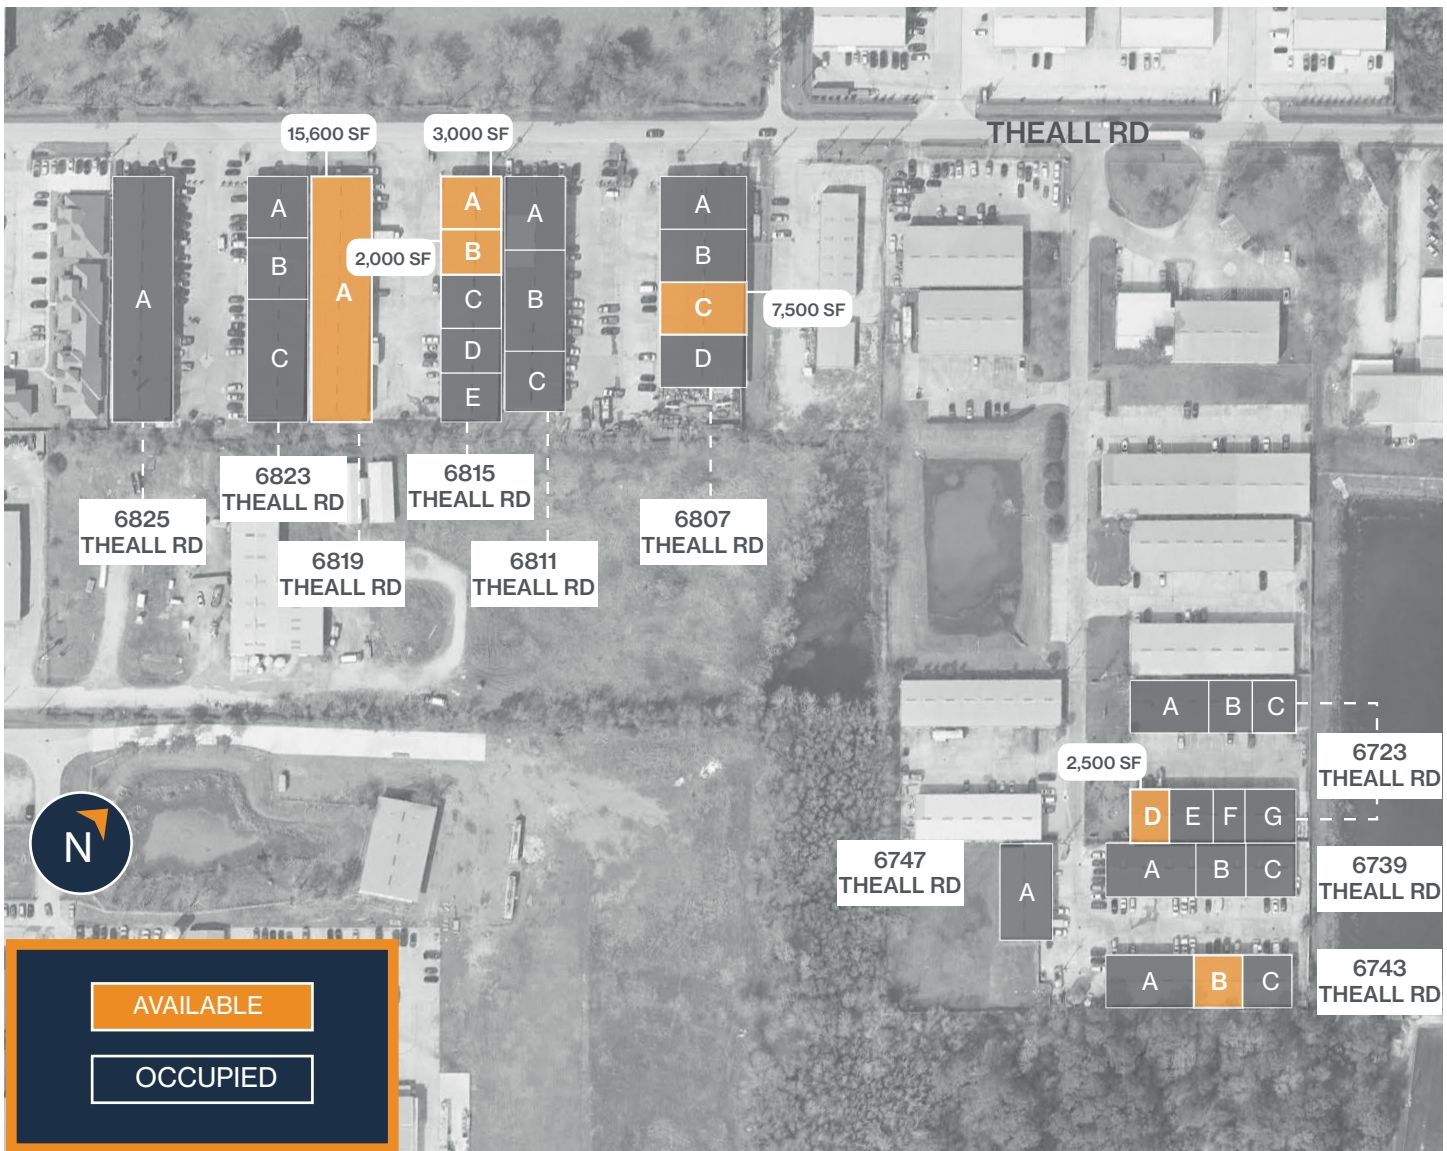 THEALL RD
15,600 SF
3,000 SF
2,000 SF
7,500 SF
A
A
B
C
A
A
B
C
D
E
A
B
C
A
B
C
D
6825
THEALL RD
6823
THEALL RD
6819
THEALL RD
6815
THEALL RD
6811
THEALL RD
6807
THEALL RD
A B C
6723
THEALL RD
2,500 SF
D E F G
6747
THEALL RD
A
A B C
6739
THEALL RD
A B C
6743
THEALL RD
N
AVAILABLE
OCCUPIED